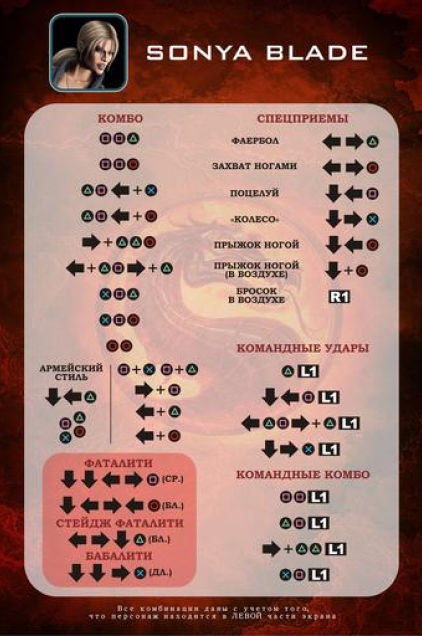 SONYA BLADE
КОМБО
АРМЕЙСКИЙ
СТИЛЬ
ФАТАЛИТИ
(СР.)
(БЛ.)
СТЕЙДЖ ФАТАЛИТИ
(БЛ.)
БАБАЛИТИ
(ДЛ.)
СПЕЦПРИЕМЫ
ФАЕРБОЛ
ЗАХВАТ НОГАМИ
ПОЦЕЛУЙ
«КОЛЕСО»
ПРЫЖОК НОГОЙ
ПРЫЖОК НОГОЙ
(В ВОЗДУХЕ)
БРОСОК
В ВОЗДУХЕ
R1
КОМАНДНЫЕ УДАРЫ
L1
L1
L1
L1
КОМАНДНЫЕ КОМБО
L1
L1
L1
L1
Все комбинации даны с учетом того,
что персонаж находится в ЛЕВОЙ части экрана